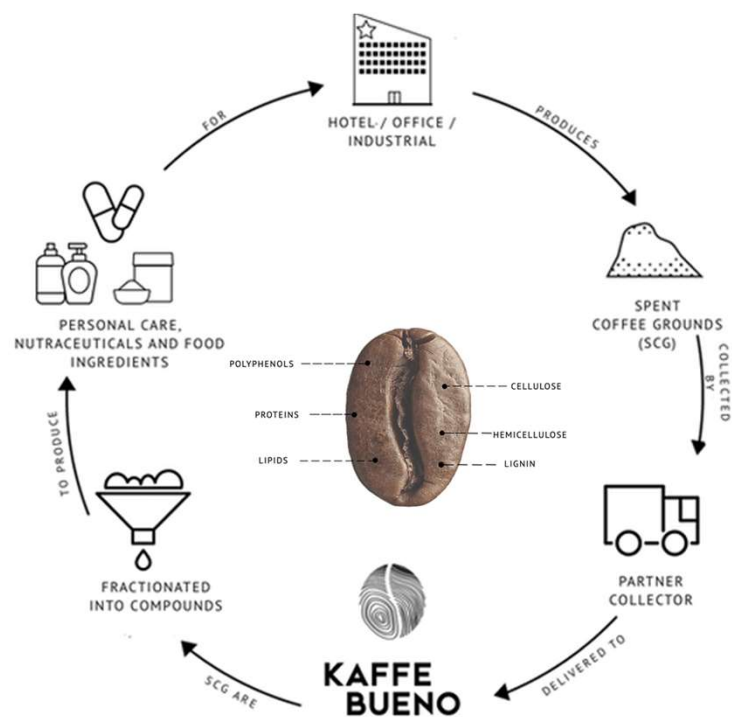 HOTEL / OFFICE /
INDUSTRIAL
PRODUCES
SPENT
COFFEE GROUNDS
(SCG)
COLLECTED
BY
PARTNER
COLLECTOR
DELIVERED TO
KAFFE
BUENO
SCG ARE
FRACTIONATED
INTO COMPOUNDS
TO PRODUCE
PERSONAL CARE,
NUTRACEUTICALS AND FOOD
INGREDIENTS
FOR
POLYPHENOLS
PROTEINS
LIPIDS
CELLULOSE
HEMICELLULOSE
LIGNIN